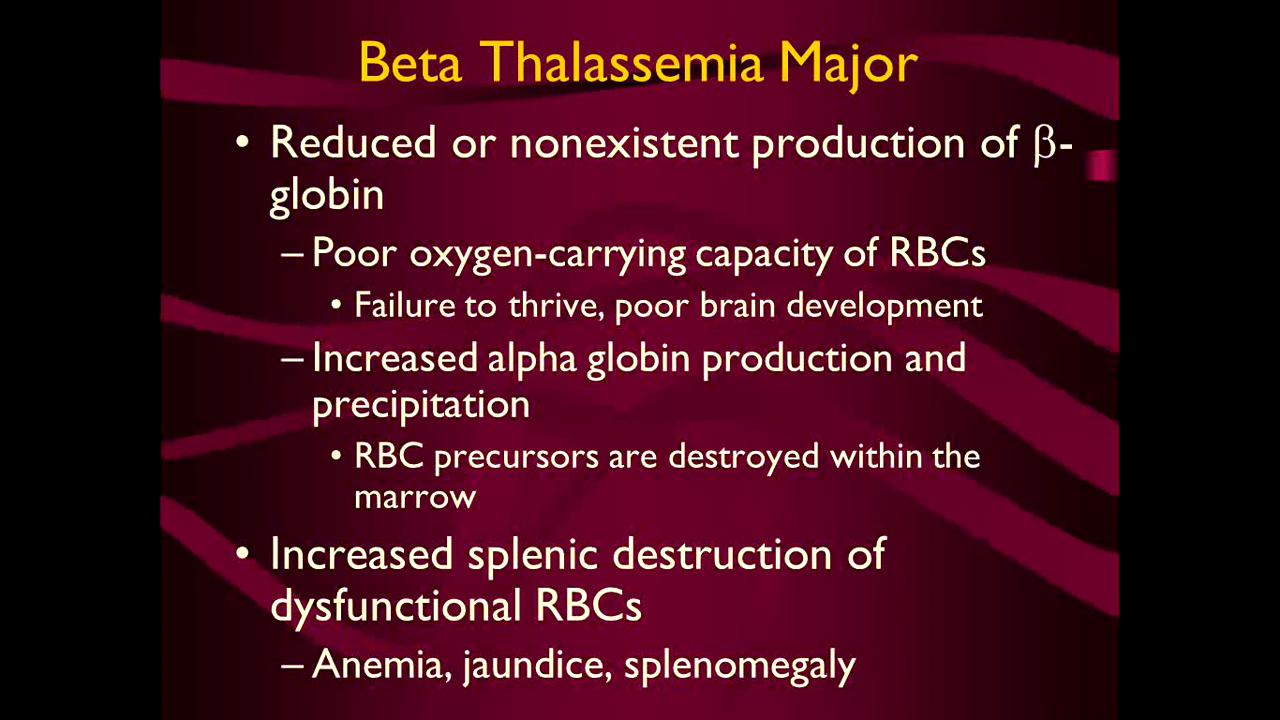 Beta Thalassemia Major
• Reduced or nonexistent production of β-
globin
– Poor oxygen-carrying capacity of RBCs
• Failure to thrive, poor brain development
– Increased alpha globin production and
precipitation
• RBC precursors are destroyed within the
marrow
• Increased splenic destruction of
dysfunctional RBCs
– Anemia, jaundice, splenomegaly